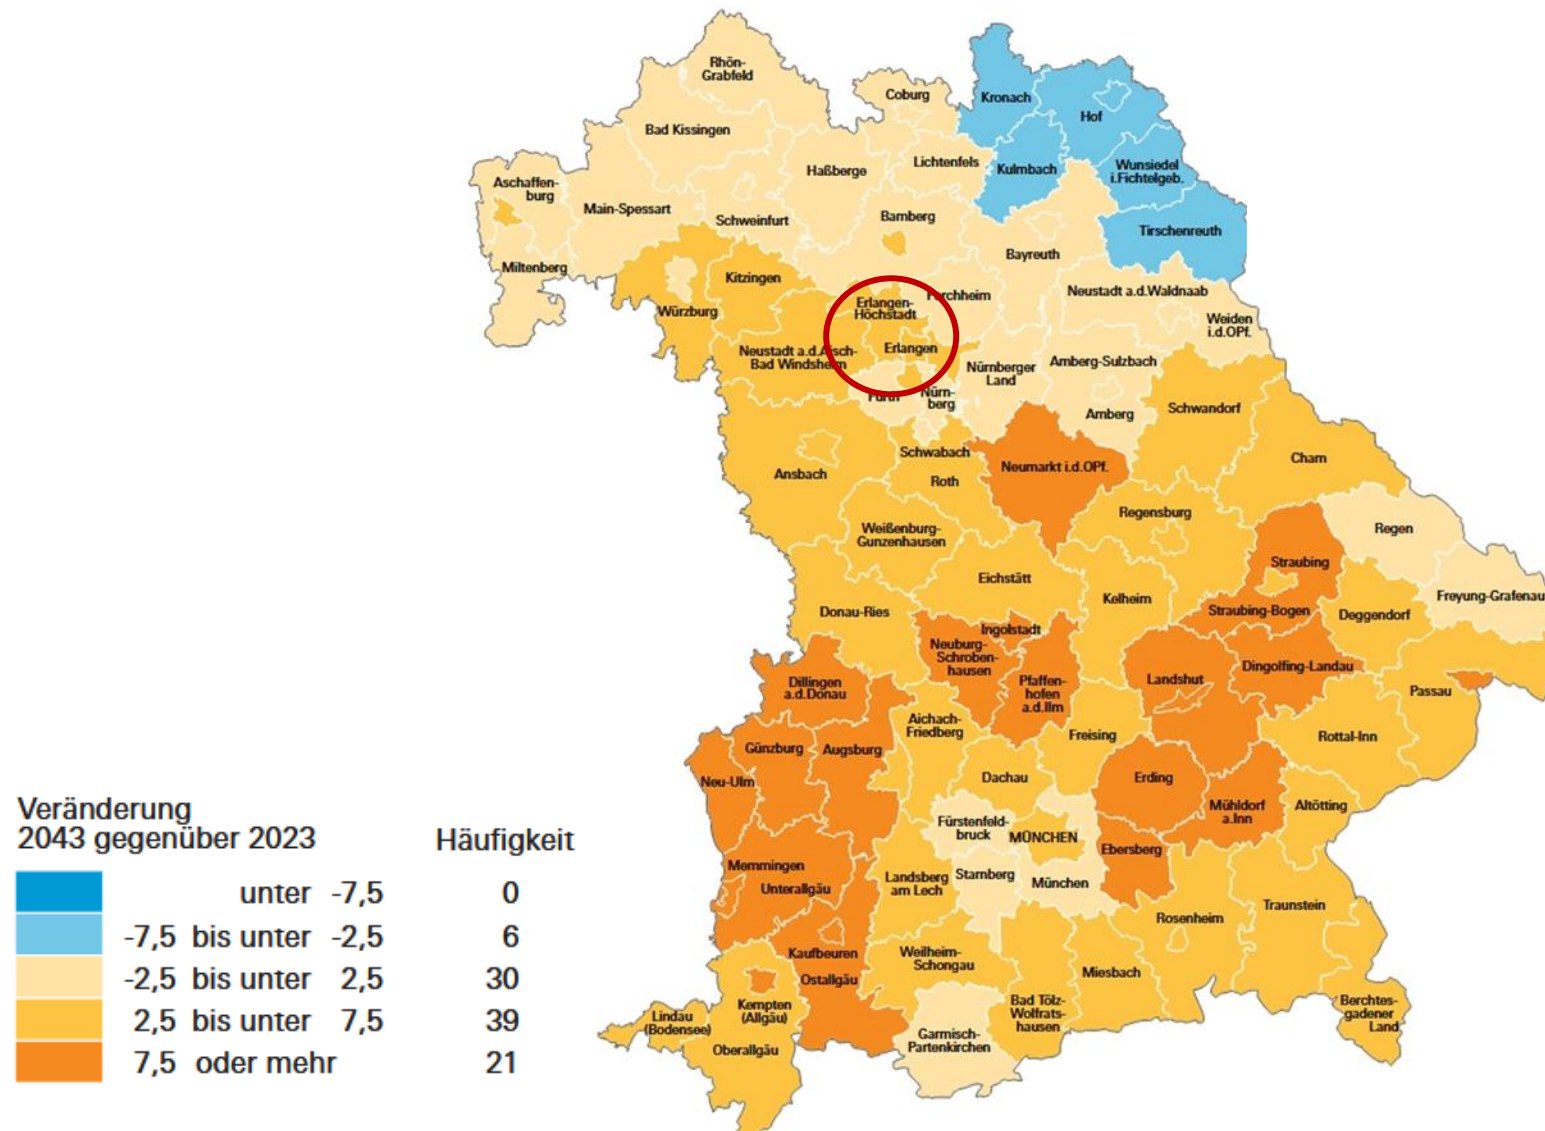 Rhön-
Grabfeld
Coburg
Kronach
Hof
Bad Kissingen
Lichtenfels
Kulmbach
Wunsiedel
i.Fichtelgeb.
Haßberge
Aschaffen-
burg
Main-Spessart
Schweinfurt
Bamberg
Tirschenreuth
Bayreuth
Miltenberg
Kitzingen
Würzburg
Erlangen-
Höchstadt
Forchheim
Neustadt a.d.Waldnaab
Weiden
i.d.OPf.
Neustadt a.d.Aisch-
Bad Windsheim
Erlangen
Nürnberger
Land
Amberg-Sulzbach
Fürth
Nürn-
berg
Amberg
Schwandorf
Ansbach
Schwabach
Roth
Neumarkt i.d.OPf.
Cham
Weißenburg-
Gunzenhausen
Regensburg
Regen
Straubing
Eichstätt
Kelheim
Freyung-Grafenau
Donau-Ries
Straubing-Bogen
Deggendorf
Ingolstadt
Neuburg-
Schroben-
hausen
Pfaffen-
hofen
a.d.Ilm
Landshut
Dingolfing-Landau
Passau
Dillingen
a.d.Donau
Aichach-
Friedberg
Freising
Rottal-Inn
Günzburg
Augsburg
Neu-Ulm
Dachau
Erding
Mühldorf
a.Inn
Altötting
Fürstenfeld-
bruck
MÜNCHEN
Ebersberg
Memmingen
Unterallgäu
Landsberg
am Lech
Starnberg
München
Traunstein
Rosenheim
Kaufbeuren
Ostallgäu
Weilheim-
Schongau
Miesbach
Bad Tölz-
Wolfrats-
hausen
Berchtes-
gadener
Land
Lindau
(Bodensee)
Kempten
(Allgäu)
Oberallgäu
Garmisch-
Partenkirchen
Veränderung
2043 gegenüber 2023 Häufigkeit
unter -7,5 0
-7,5 bis unter -2,5 6
-2,5 bis unter 2,5 30
2,5 bis unter 7,5 39
7,5 oder mehr 21